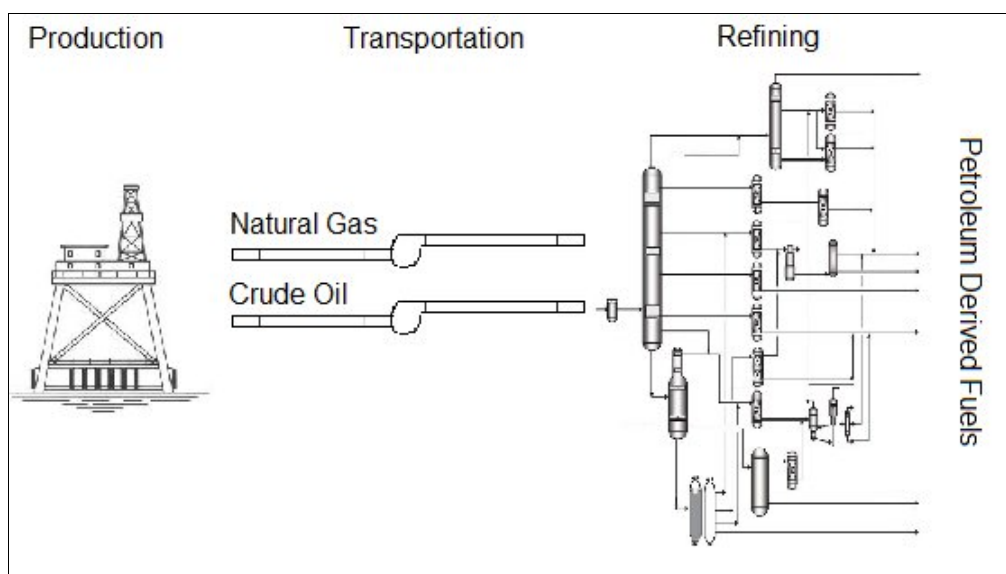 Production
Transportation
Refining
Natural Gas
Crude Oil
Petroleum Derived Fuels